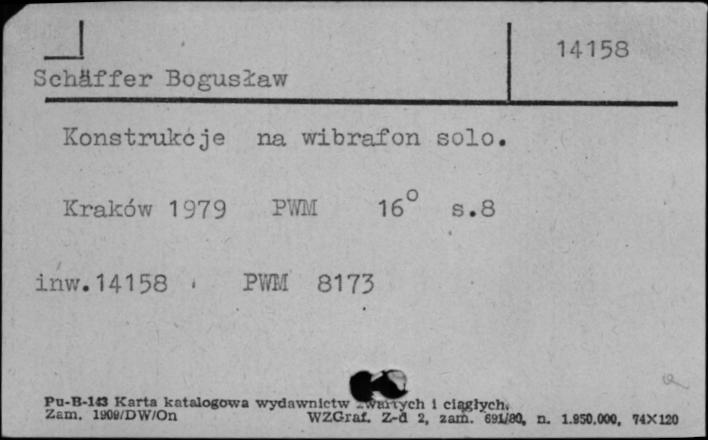 14158
Schäffer Bogusław
Konstrukcje na wibrafon solo.
Kraków 1979 PWM 16° s.8
inw.14158 PWM 8173
Pu-B-143 Karta katalogowa wydawnictw zwartych i ciągłych.
Zam. 1909/DW/On WZGraf. Z-d 2, zam. 691/80, n. 1.950.000, 74X120